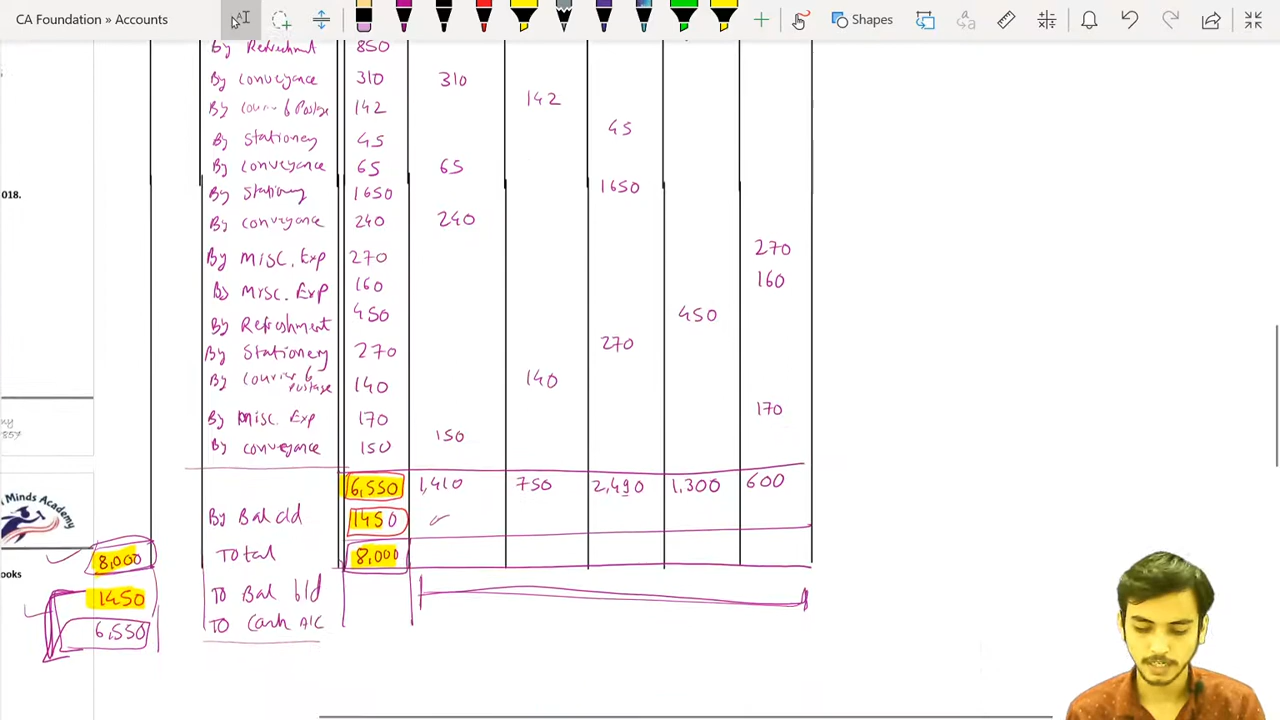 CA Foundation » Accounts
Shapes
By Refreshment 850
By conveyance 310 310
142
By Courier & Postage 142
45
By Stationery 45
By Conveyance 65 65
018.
By Stationery 1650 1650
By conveyance 240 240
By Misc. Exp 270 270
By Misc. Exp 160 160
By Refreshment 450 450
By Stationery 270 270
By Courier & Postage 140 140
By Misc. Exp 170 170
By conveyance 150 150
6,550 1,410 750 2,490 1,300 600
Minds Academy
By Bal c/d 1450
8,000 Total 8,000
ooks
1450 To Bal b/d
6,550 To Cash A/C